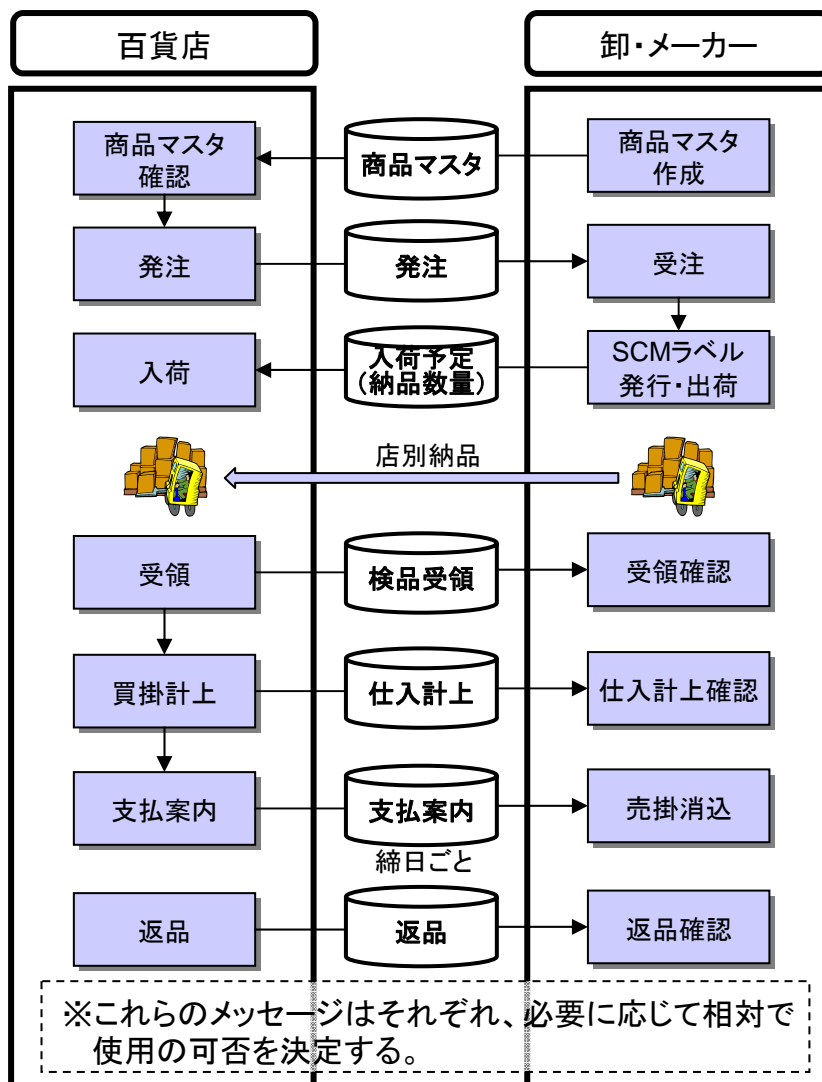 百貨店
卸・メーカー
商品マスタ
確認
商品マスタ
商品マスタ
作成
発注
発注
受注
入荷
入荷予定
(納品数量)
SCMラベル
発行・出荷
店別納品
受領
検品受領
受領確認
買掛計上
仕入計上
仕入計上確認
支払案内
支払案内
売掛消込
締日ごと
返品
返品
返品確認
※これらのメッセージはそれぞれ、必要に応じて相対で
使用の可否を決定する。